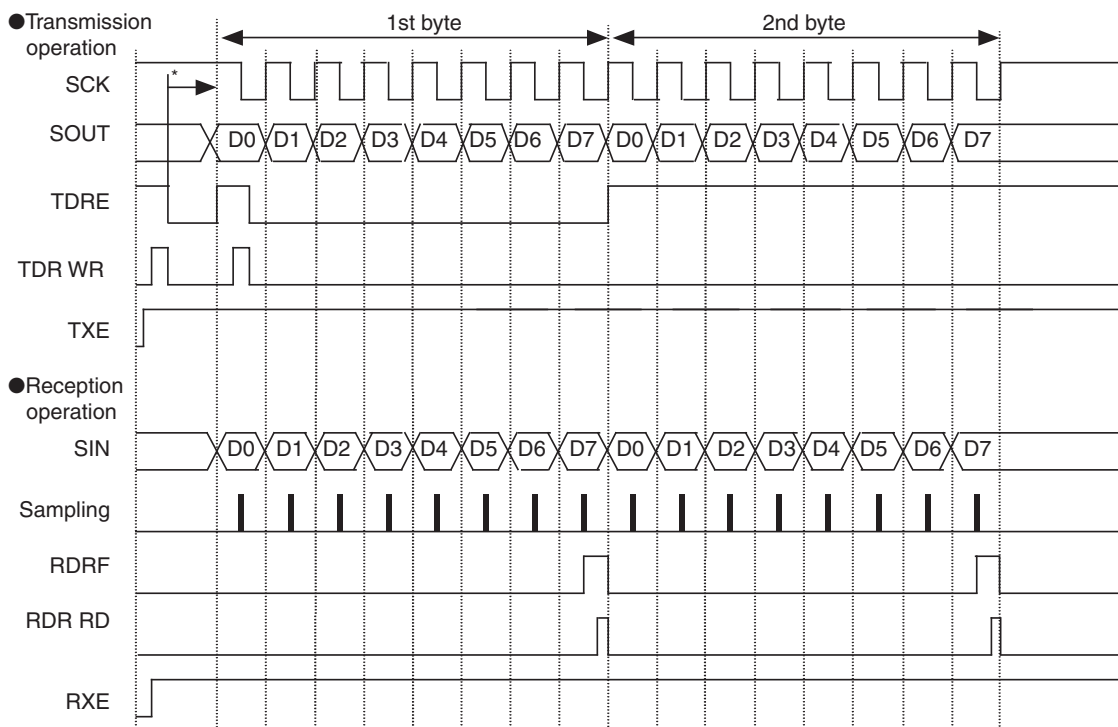 ●Transmission
operation
1st byte
2nd byte
SCK
*
SOUT
D0 D1 D2 D3 D4 D5 D6 D7 D0 D1 D2 D3 D4 D5 D6 D7
TDRE
TDR WR
TXE
●Reception
operation
SIN
D0 D1 D2 D3 D4 D5 D6 D7 D0 D1 D2 D3 D4 D5 D6 D7
Sampling
RDRF
RDR RD
RXE